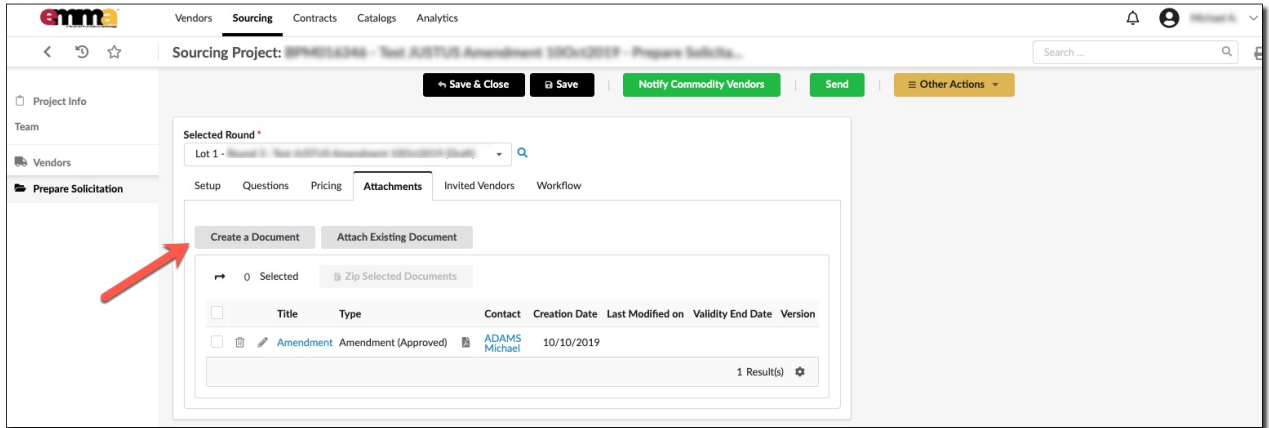 emma
Vendors Sourcing Contracts Catalogs Analytics
Sourcing Project:
Search ...
Save & Close Save Notify Commodity Vendors Send Other Actions
Project Info
Team
Vendors
Prepare Solicitation
Selected Round *
Lot 1 -
Setup Questions Pricing Attachments Invited Vendors Workflow
Create a Document Attach Existing Document
0 Selected Zip Selected Documents
Title Type Contact Creation Date Last Modified on Validity End Date Version
Amendment Amendment (Approved) ADAMS Michael 10/10/2019
1 Result(s)